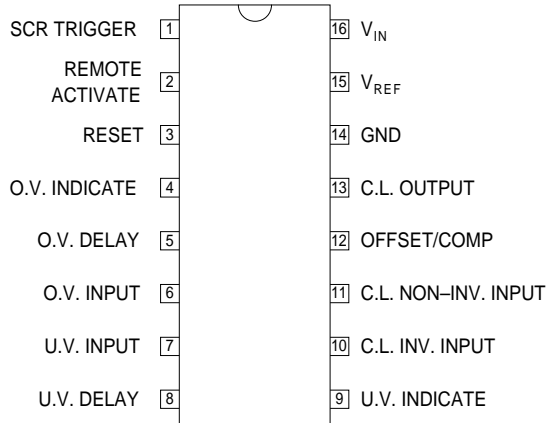 SCR TRIGGER 1 16 V_IN
REMOTE
ACTIVATE 2 15 V_REF
RESET 3 14 GND
O.V. INDICATE 4 13 C.L. OUTPUT
O.V. DELAY 5 12 OFFSET/COMP
O.V. INPUT 6 11 C.L. NON–INV. INPUT
U.V. INPUT 7 10 C.L. INV. INPUT
U.V. DELAY 8 9 U.V. INDICATE